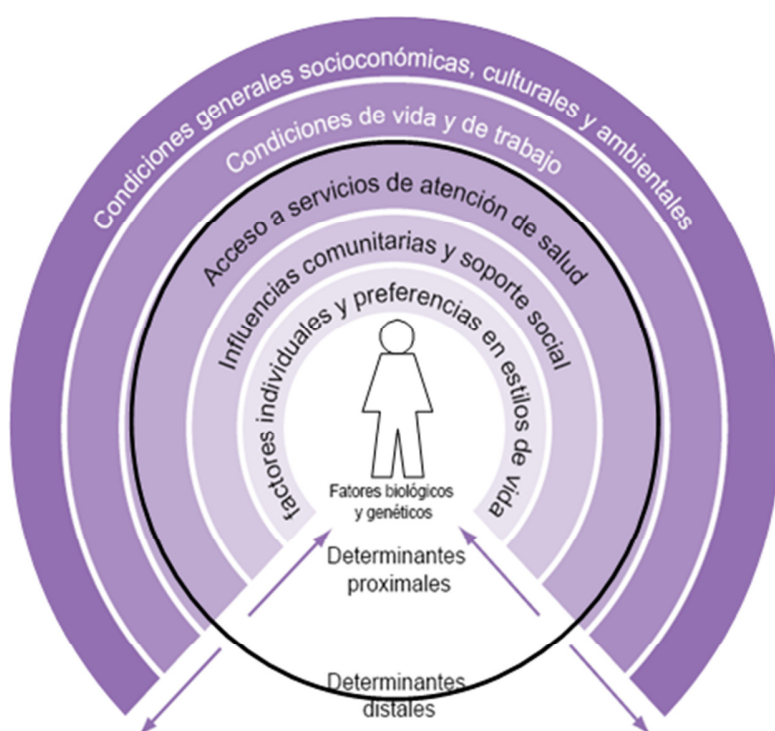 Condiciones generales socioconómicas, culturales y ambientales
Condiciones de vida y de trabajo
Acceso a servicios de atención de salud
Influencias comunitarias y soporte social
factores individuales y preferencias en estilos de vida
Fatores biológicos
y genéticos
Determinantes
proximales
Determinantes
distales